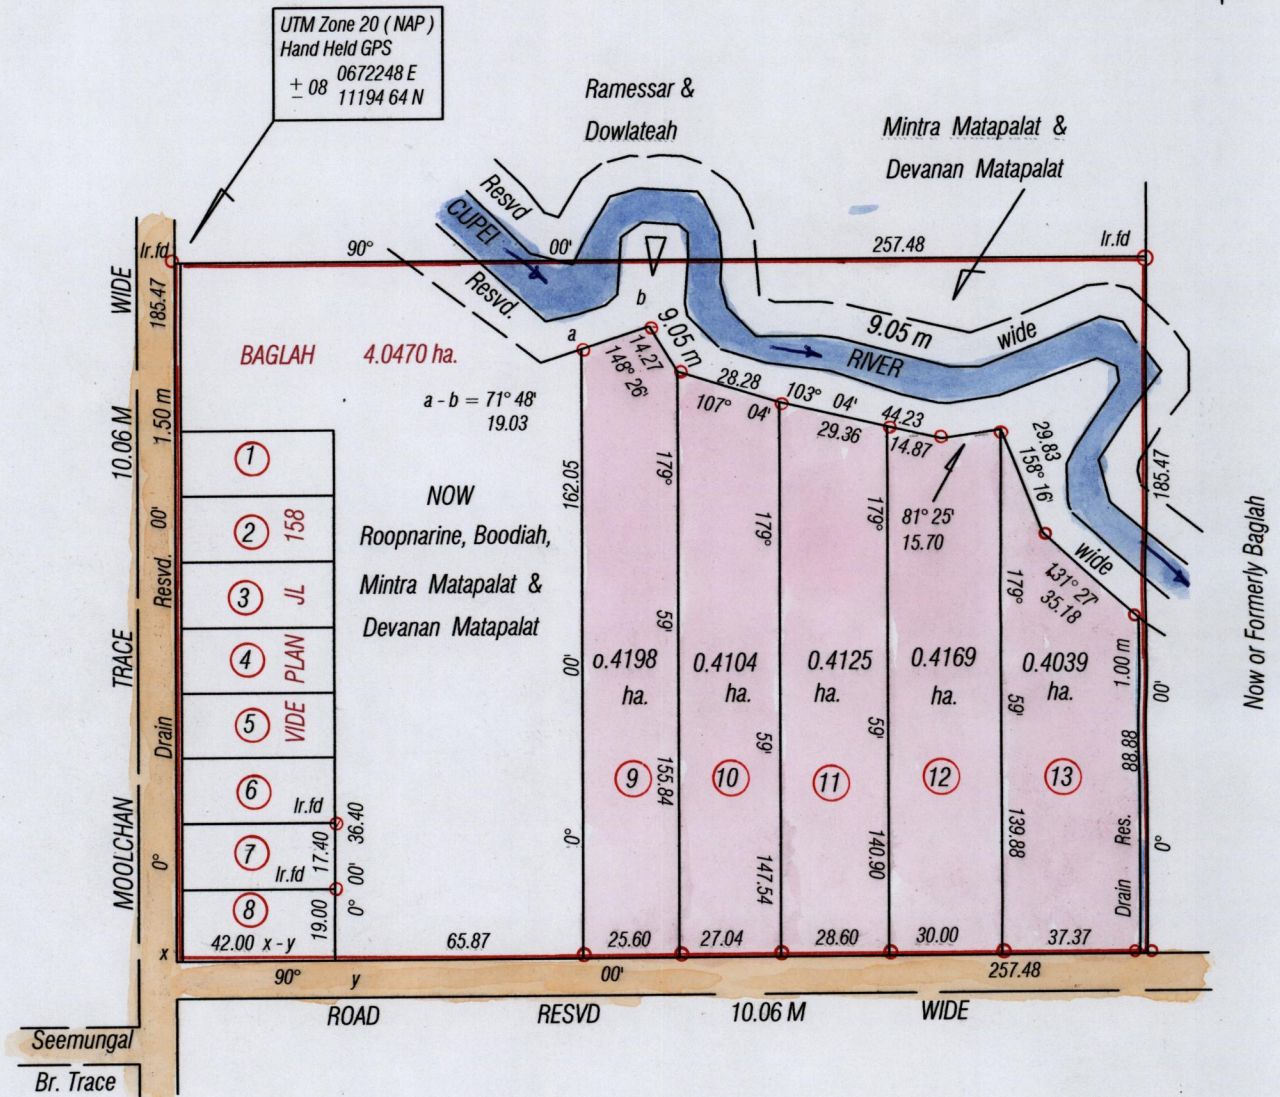 UTM Zone 20 ( NAP )
Hand Held GPS
± 08 0672248 E
11194 64 N
Ramessar &
Dowlateah
Mintra Matapalat &
Devanan Matapalat
Resvd
CUPEI
Ir.fd
90°
00'
257.48
Ir.fd
Resvd.
WIDE
185.47
b
a
9.05 m
14.27
148° 26'
9.05 m
wide
RIVER
BAGLAH 4.0470 ha.
a - b = 71° 48'
19.03
28.28
107° 04'
103° 04'
29.36
44.23
14.87
81° 25'
15.70
29.83
158° 16'
wide
131° 27'
35.18
185.47
Now or Formerly Baglah
10.06 M
1.50 m
00'
Resvd.
TRACE
Drain
MOOLCHAN
0°
1
2
3
4
5
6
7
8
158
JL
PLAN
VIDE
NOW
Roopnarine, Boodiah,
Mintra Matapalat &
Devanan Matapalat
Ir.fd
36.40
17.40
Ir.fd
00'
0°
19.00
162.05
00'
0°
179°
59'
155.84
179°
59'
147.54
179°
59'
140.90
179°
59'
139.88
1.00 m
88.88
Res.
Drain
00'
0°
0.4198
ha.
0.4104
ha.
0.4125
ha.
0.4169
ha.
0.4039
ha.
9
10
11
12
13
x
42.00 x - y
65.87
25.60
27.04
28.60
30.00
37.37
90°
y
00'
257.48
ROAD RESVD 10.06 M WIDE
Seemungal
Br. Trace